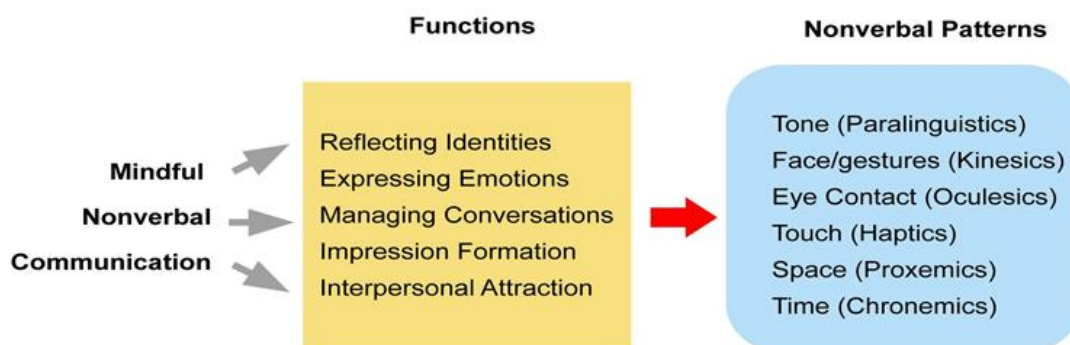 Functions
Nonverbal Patterns
Mindful
Nonverbal
Communication
Reflecting Identities
Expressing Emotions
Managing Conversations
Impression Formation
Interpersonal Attraction
Tone (Paralinguistics)
Face/gestures (Kinesics)
Eye Contact (Oculesics)
Touch (Haptics)
Space (Proxemics)
Time (Chronemics)